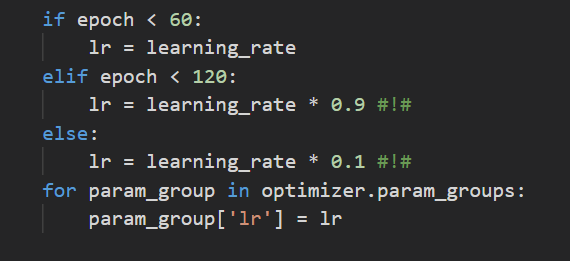 if epoch < 60:
    lr = learning_rate
elif epoch < 120:
    lr = learning_rate * 0.9 #!#
else:
    lr = learning_rate * 0.1 #!#
for param_group in optimizer.param_groups:
    param_group['lr'] = lr